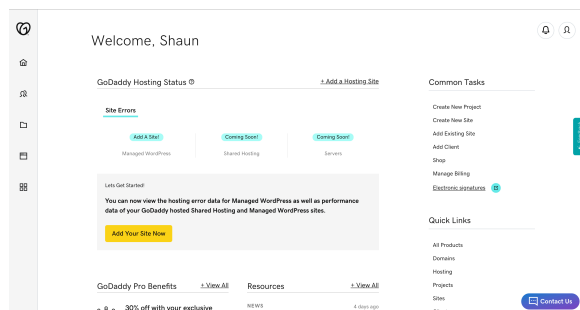 Welcome, Shaun
GoDaddy Hosting Status
+ Add a Hosting Site
Site Errors
Add A Site!
Coming Soon!
Coming Soon!
Managed WordPress
Shared Hosting
Servers
Lets Get Started!
You can now view the hosting error data for Managed WordPress as well as performance
data of your GoDaddy hosted Shared Hosting and Managed WordPress sites.
Add Your Site Now
GoDaddy Pro Benefits
+ View All
Resources
+ View All
30% off with your exclusive
NEWS
4 days ago
Common Tasks
Create New Project
Create New Site
Add Existing Site
Add Client
Shop
Manage Billing
Electronic signatures
Quick Links
All Products
Domains
Hosting
Projects
Sites
Contact Us